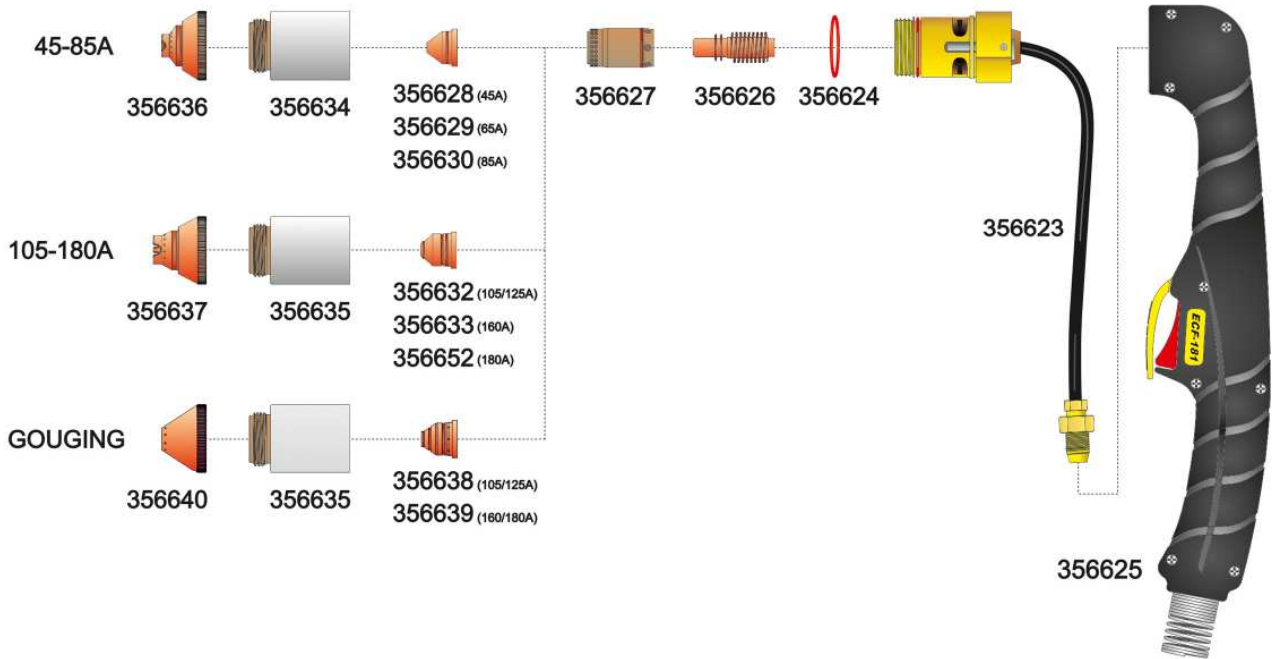 45-85A
356636
356634
356628 (45A)
356629 (65A)
356630 (85A)
356627
356626
356624
356623
105-180A
356637
356635
356632 (105/125A)
356633 (160A)
356652 (180A)
ECF-181
GOUGING
356640
356635
356638 (105/125A)
356639 (160/180A)
356625